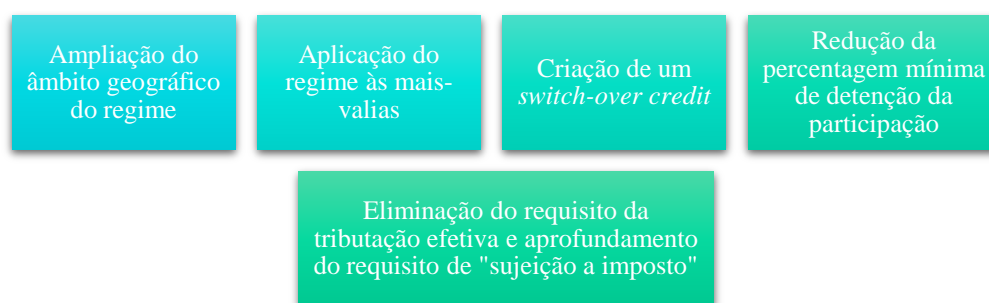 Ampliação do
âmbito geográfico
do regime
Aplicação do
regime às mais-
valias
Criação de um
switch-over credit
Redução da
percentagem mínima
de detenção da
participação
Eliminação do requisito da
tributação efetiva e aprofundamento
do requisito de "sujeição a imposto"